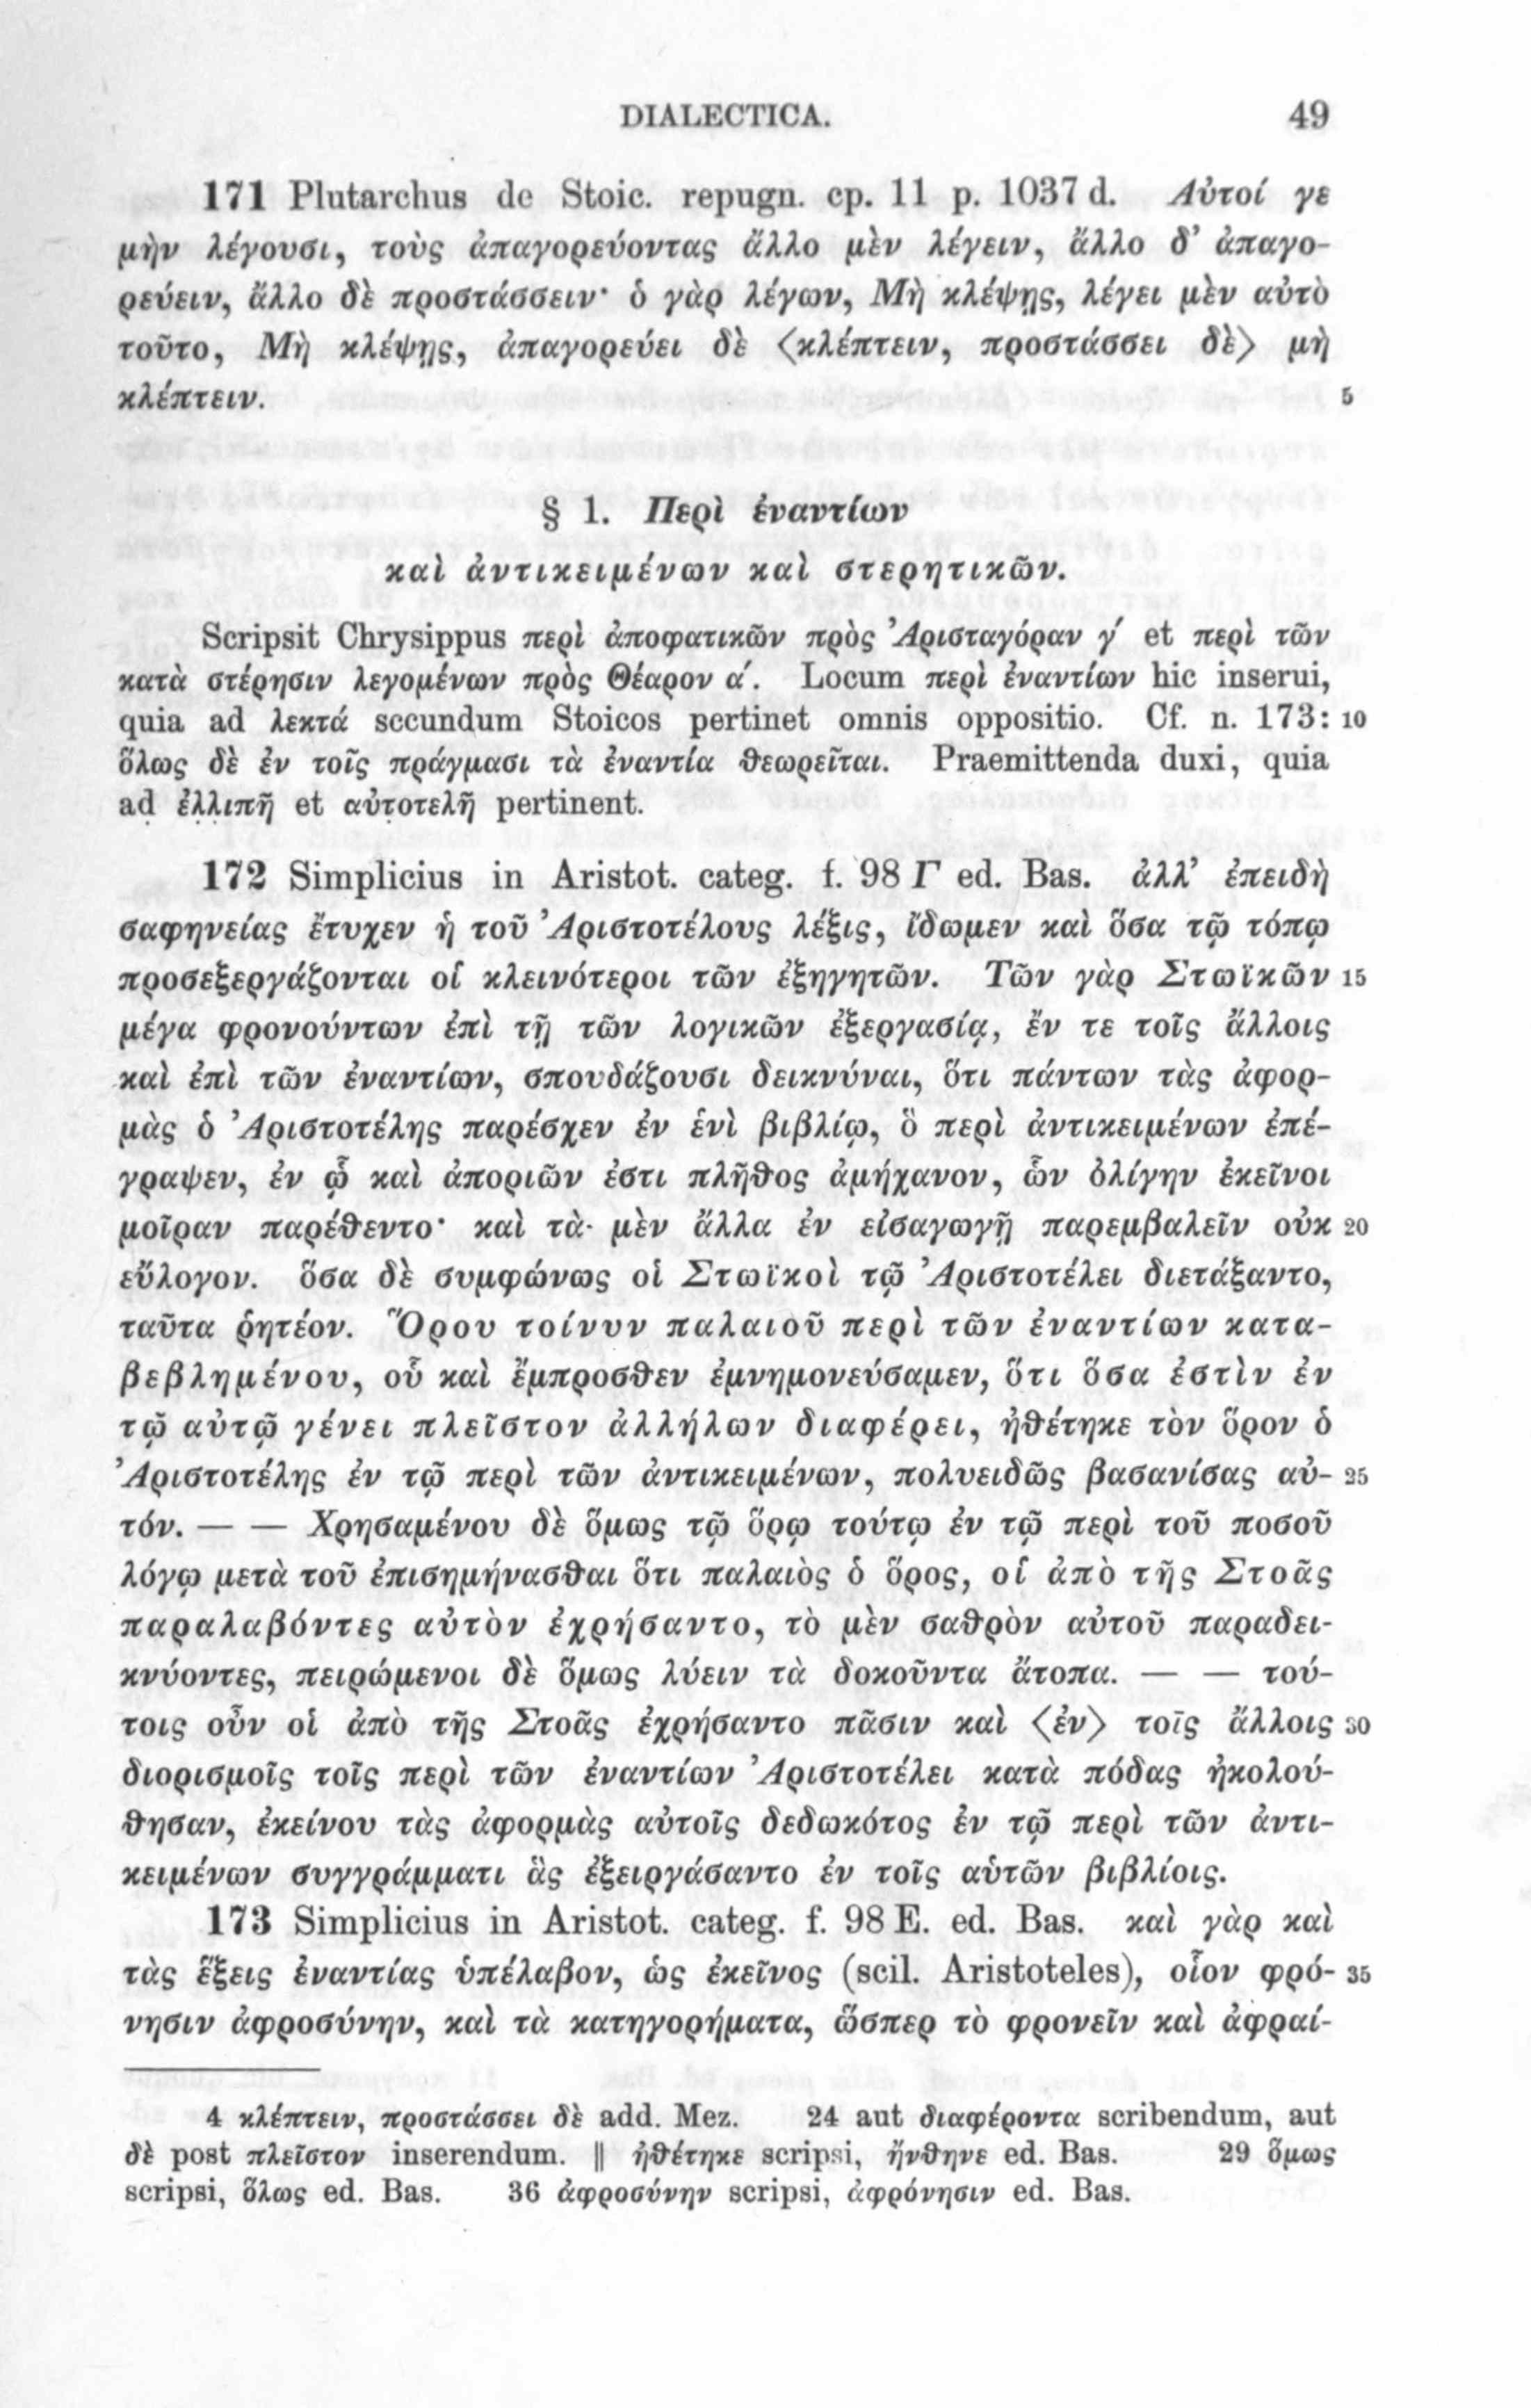 DIALECTICA. 49
171 Plutarchus de Stoic. repugn. cp. 11 p. 1037 d. Αὐτοί γε
μὴν λέγουσι, τοὺς ἀπαγορεύοντας ἄλλο μὲν λέγειν, ἄλλο δ’ ἀπαγο-
ρεύειν, ἄλλο δὲ προστάσσειν· ὁ γὰρ λέγων, Μὴ κλέψῃς, λέγει μὲν αὐτὸ
τοῦτο, Μὴ κλέψῃς, ἀπαγορεύει δὲ ⟨κλέπτειν, προστάσσει δὲ⟩ μὴ
κλέπτειν. 5
§ 1. Περὶ ἐναντίων
καὶ ἀντικειμένων καὶ στερητικῶν.
Scripsit Chrysippus περὶ ἀποφατικῶν πρὸς Ἀρισταγόραν γ´ et περὶ τῶν
κατὰ στέρησιν λεγομένων πρὸς Θέαρον α´. Locum περὶ ἐναντίων hic inserui,
quia ad λεκτά secundum Stoicos pertinet omnis oppositio. Cf. n. 173: 10
ὅλως δὲ ἐν τοῖς πράγμασι τὰ ἐναντία θεωρεῖται. Praemittenda duxi, quia
ad ἐλλιπῆ et αὐτοτελῆ pertinent.
172 Simplicius in Aristot. categ. f. 98 Γ ed. Bas. ἀλλ’ ἐπειδὴ
σαφηνείας ἔτυχεν ἡ τοῦ Ἀριστοτέλους λέξις, ἴδωμεν καὶ ὅσα τῷ τόπῳ
προσεξεργάζονται οἱ κλεινότεροι τῶν ἐξηγητῶν. Τῶν γὰρ Στωϊκῶν 15
μέγα φρονούντων ἐπὶ τῇ τῶν λογικῶν ἐξεργασίᾳ, ἔν τε τοῖς ἄλλοις
καὶ ἐπὶ τῶν ἐναντίων, σπουδάζουσι δεικνύναι, ὅτι πάντων τὰς ἀφορ-
μὰς ὁ Ἀριστοτέλης παρέσχεν ἐν ἑνὶ βιβλίῳ, ὃ περὶ ἀντικειμένων ἐπέ-
γραψεν, ἐν ᾧ καὶ ἀποριῶν ἐστι πλῆθος ἀμήχανον, ὧν ὀλίγην ἐκεῖνοι
μοῖραν παρέθεντο· καὶ τὰ μὲν ἄλλα ἐν εἰσαγωγῇ παρεμβαλεῖν οὐκ 20
εὔλογον. ὅσα δὲ συμφώνως οἱ Στωϊκοὶ τῷ Ἀριστοτέλει διετάξαντο,
ταῦτα ῥητέον. Ὅρου τοίνυν παλαιοῦ περὶ τῶν ἐναντίων κατα-
βεβλημένου, οὗ καὶ ἔμπροσθεν ἐμνημονεύσαμεν, ὅτι ὅσα ἐστὶν ἐν
τῷ αὐτῷ γένει πλεῖστον ἀλλήλων διαφέρει, ἠθέτηκε τὸν ὅρον ὁ
Ἀριστοτέλης ἐν τῷ περὶ τῶν ἀντικειμένων, πολυειδῶς βασανίσας αὐ- 25
τόν. — — Χρησαμένου δὲ ὅμως τῷ ὅρῳ τούτῳ ἐν τῷ περὶ τοῦ ποσοῦ
λόγῳ μετὰ τοῦ ἐπισημήνασθαι ὅτι παλαιὸς ὁ ὅρος, οἱ ἀπὸ τῆς Στοᾶς
παραλαβόντες αὐτὸν ἐχρήσαντο, τὸ μὲν σαθρὸν αὐτοῦ παραδει-
κνύοντες, πειρώμενοι δὲ ὅμως λύειν τὰ δοκοῦντα ἄτοπα. — — τού-
τοις οὖν οἱ ἀπὸ τῆς Στοᾶς ἐχρήσαντο πᾶσιν καὶ ⟨ἐν⟩ τοῖς ἄλλοις 30
διορισμοῖς τοῖς περὶ τῶν ἐναντίων Ἀριστοτέλει κατὰ πόδας ἠκολού-
θησαν, ἐκείνου τὰς ἀφορμὰς αὐτοῖς δεδωκότος ἐν τῷ περὶ τῶν ἀντι-
κειμένων συγγράμματι ἃς ἐξειργάσαντο ἐν τοῖς αὑτῶν βιβλίοις.
173 Simplicius in Aristot. categ. f. 98 E. ed. Bas. καὶ γὰρ καὶ
τὰς ἕξεις ἐναντίας ὑπέλαβον, ὡς ἐκεῖνος (scil. Aristoteles), οἷον φρό- 35
νησιν ἀφροσύνην, καὶ τὰ κατηγορήματα, ὥσπερ τὸ φρονεῖν καὶ ἀφραί-
4 κλέπτειν, προστάσσει δὲ add. Mez. 24 aut διαφέροντα scribendum, aut
δὲ post πλεῖστον inserendum. ‖ ἠθέτηκε scripsi, ἤνθηνε ed. Bas. 29 ὅμως
scripsi, ὅλως ed. Bas. 36 ἀφροσύνην scripsi, ἀφρόνησιν ed. Bas.